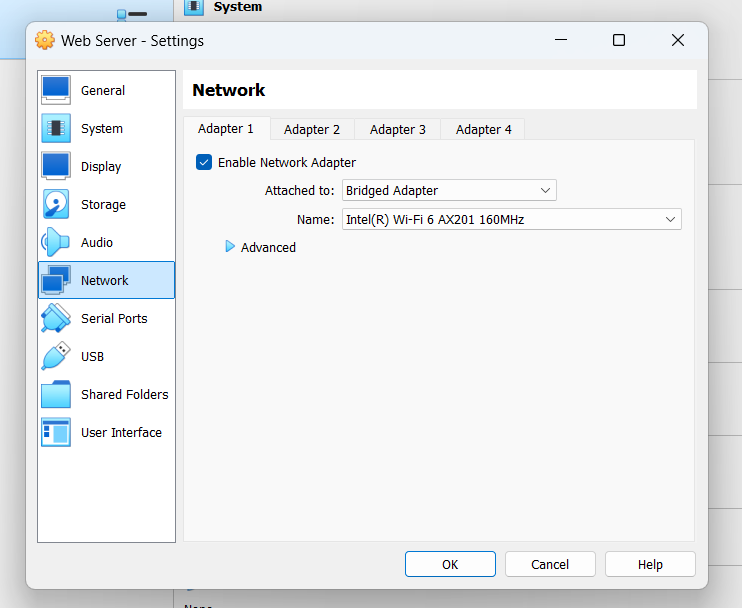 System
Web Server - Settings
General
System
Display
Storage
Audio
Network
Serial Ports
USB
Shared Folders
User Interface
Network
Adapter 1 Adapter 2 Adapter 3 Adapter 4
Enable Network Adapter
Attached to: Bridged Adapter
Name: Intel(R) Wi-Fi 6 AX201 160MHz
Advanced
OK Cancel Help